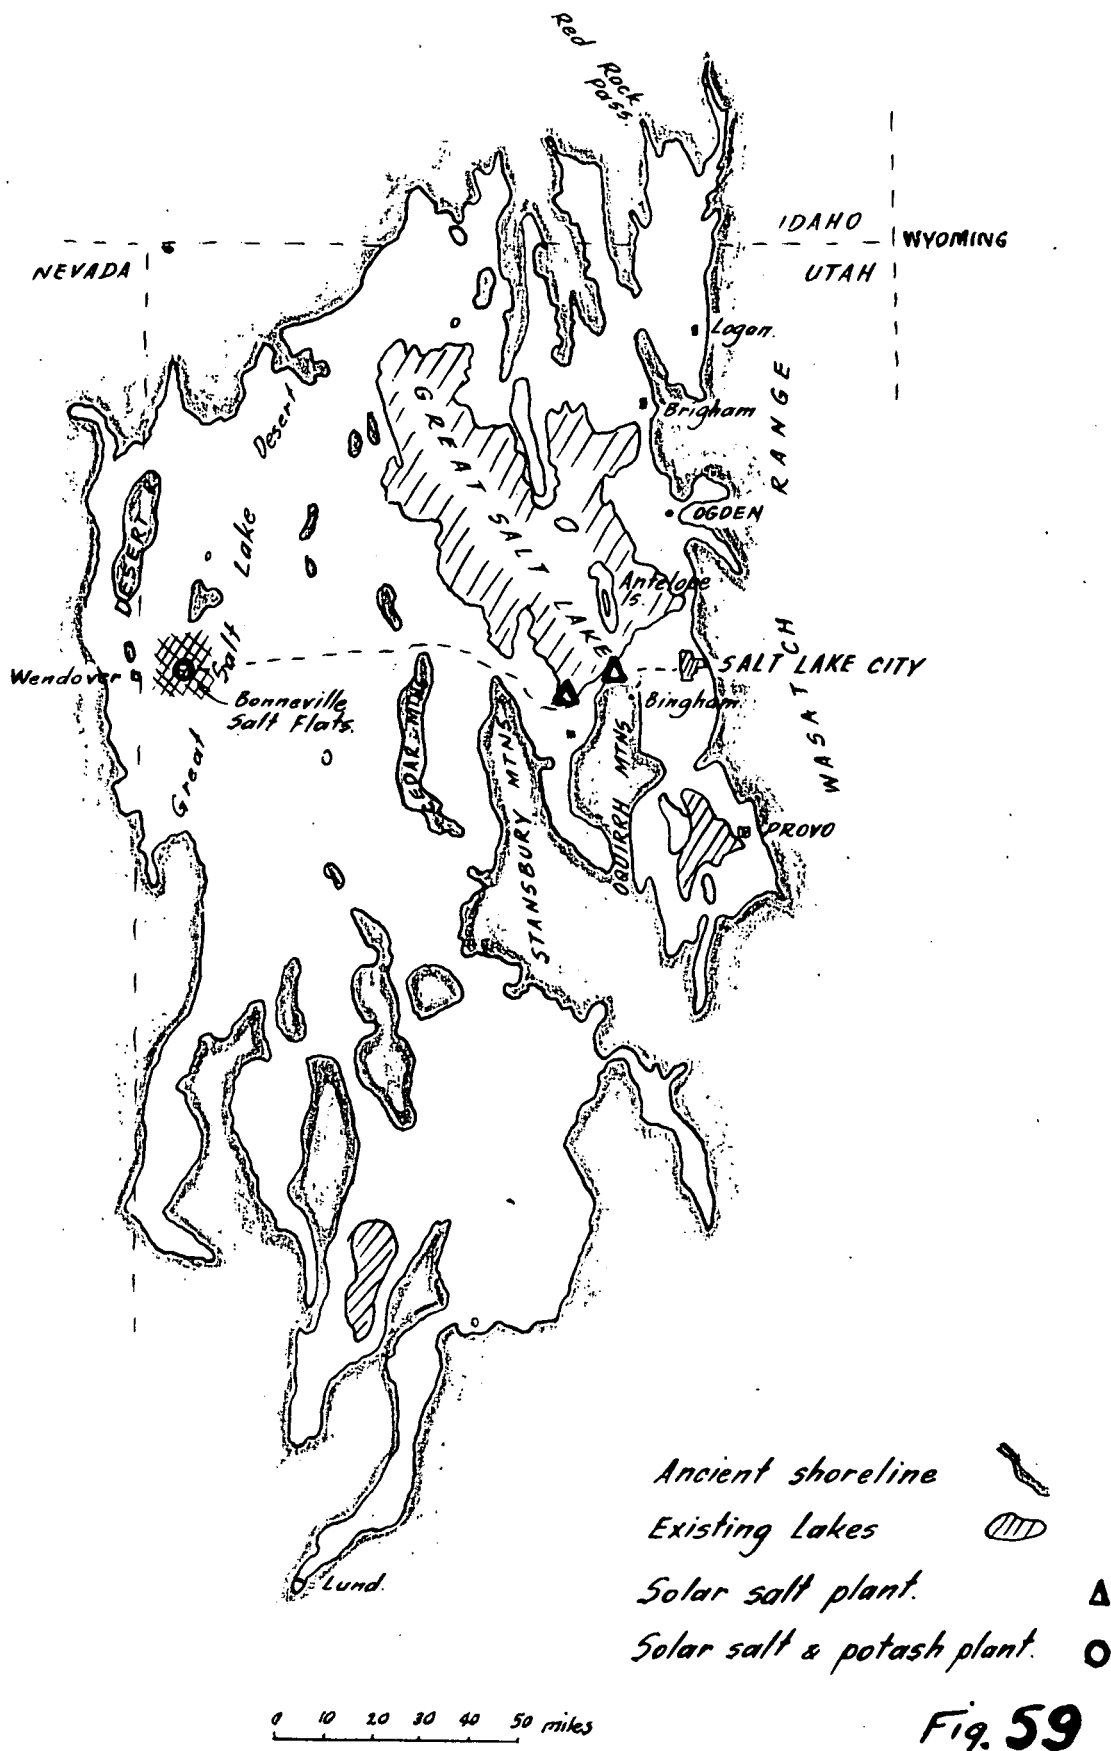 Red Rock
Pass.
IDAHO
WYOMING
NEVADA
UTAH
Logan.
Brigham
GREAT SALT LAKE
Great Salt Lake Desert
WASATCH RANGE
OGDEN
DESERT
Antelope
Is.
SALT LAKE CITY
Wendover
Bonneville
Salt Flats.
Bingham.
CEDAR MTNS
STANSBURY MTNS
OQUIRRH MTNS
PROVO
Lund.
Ancient shoreline
Existing Lakes
Solar salt plant.
Solar salt & potash plant.
0 10 20 30 40 50 miles
Fig. 59